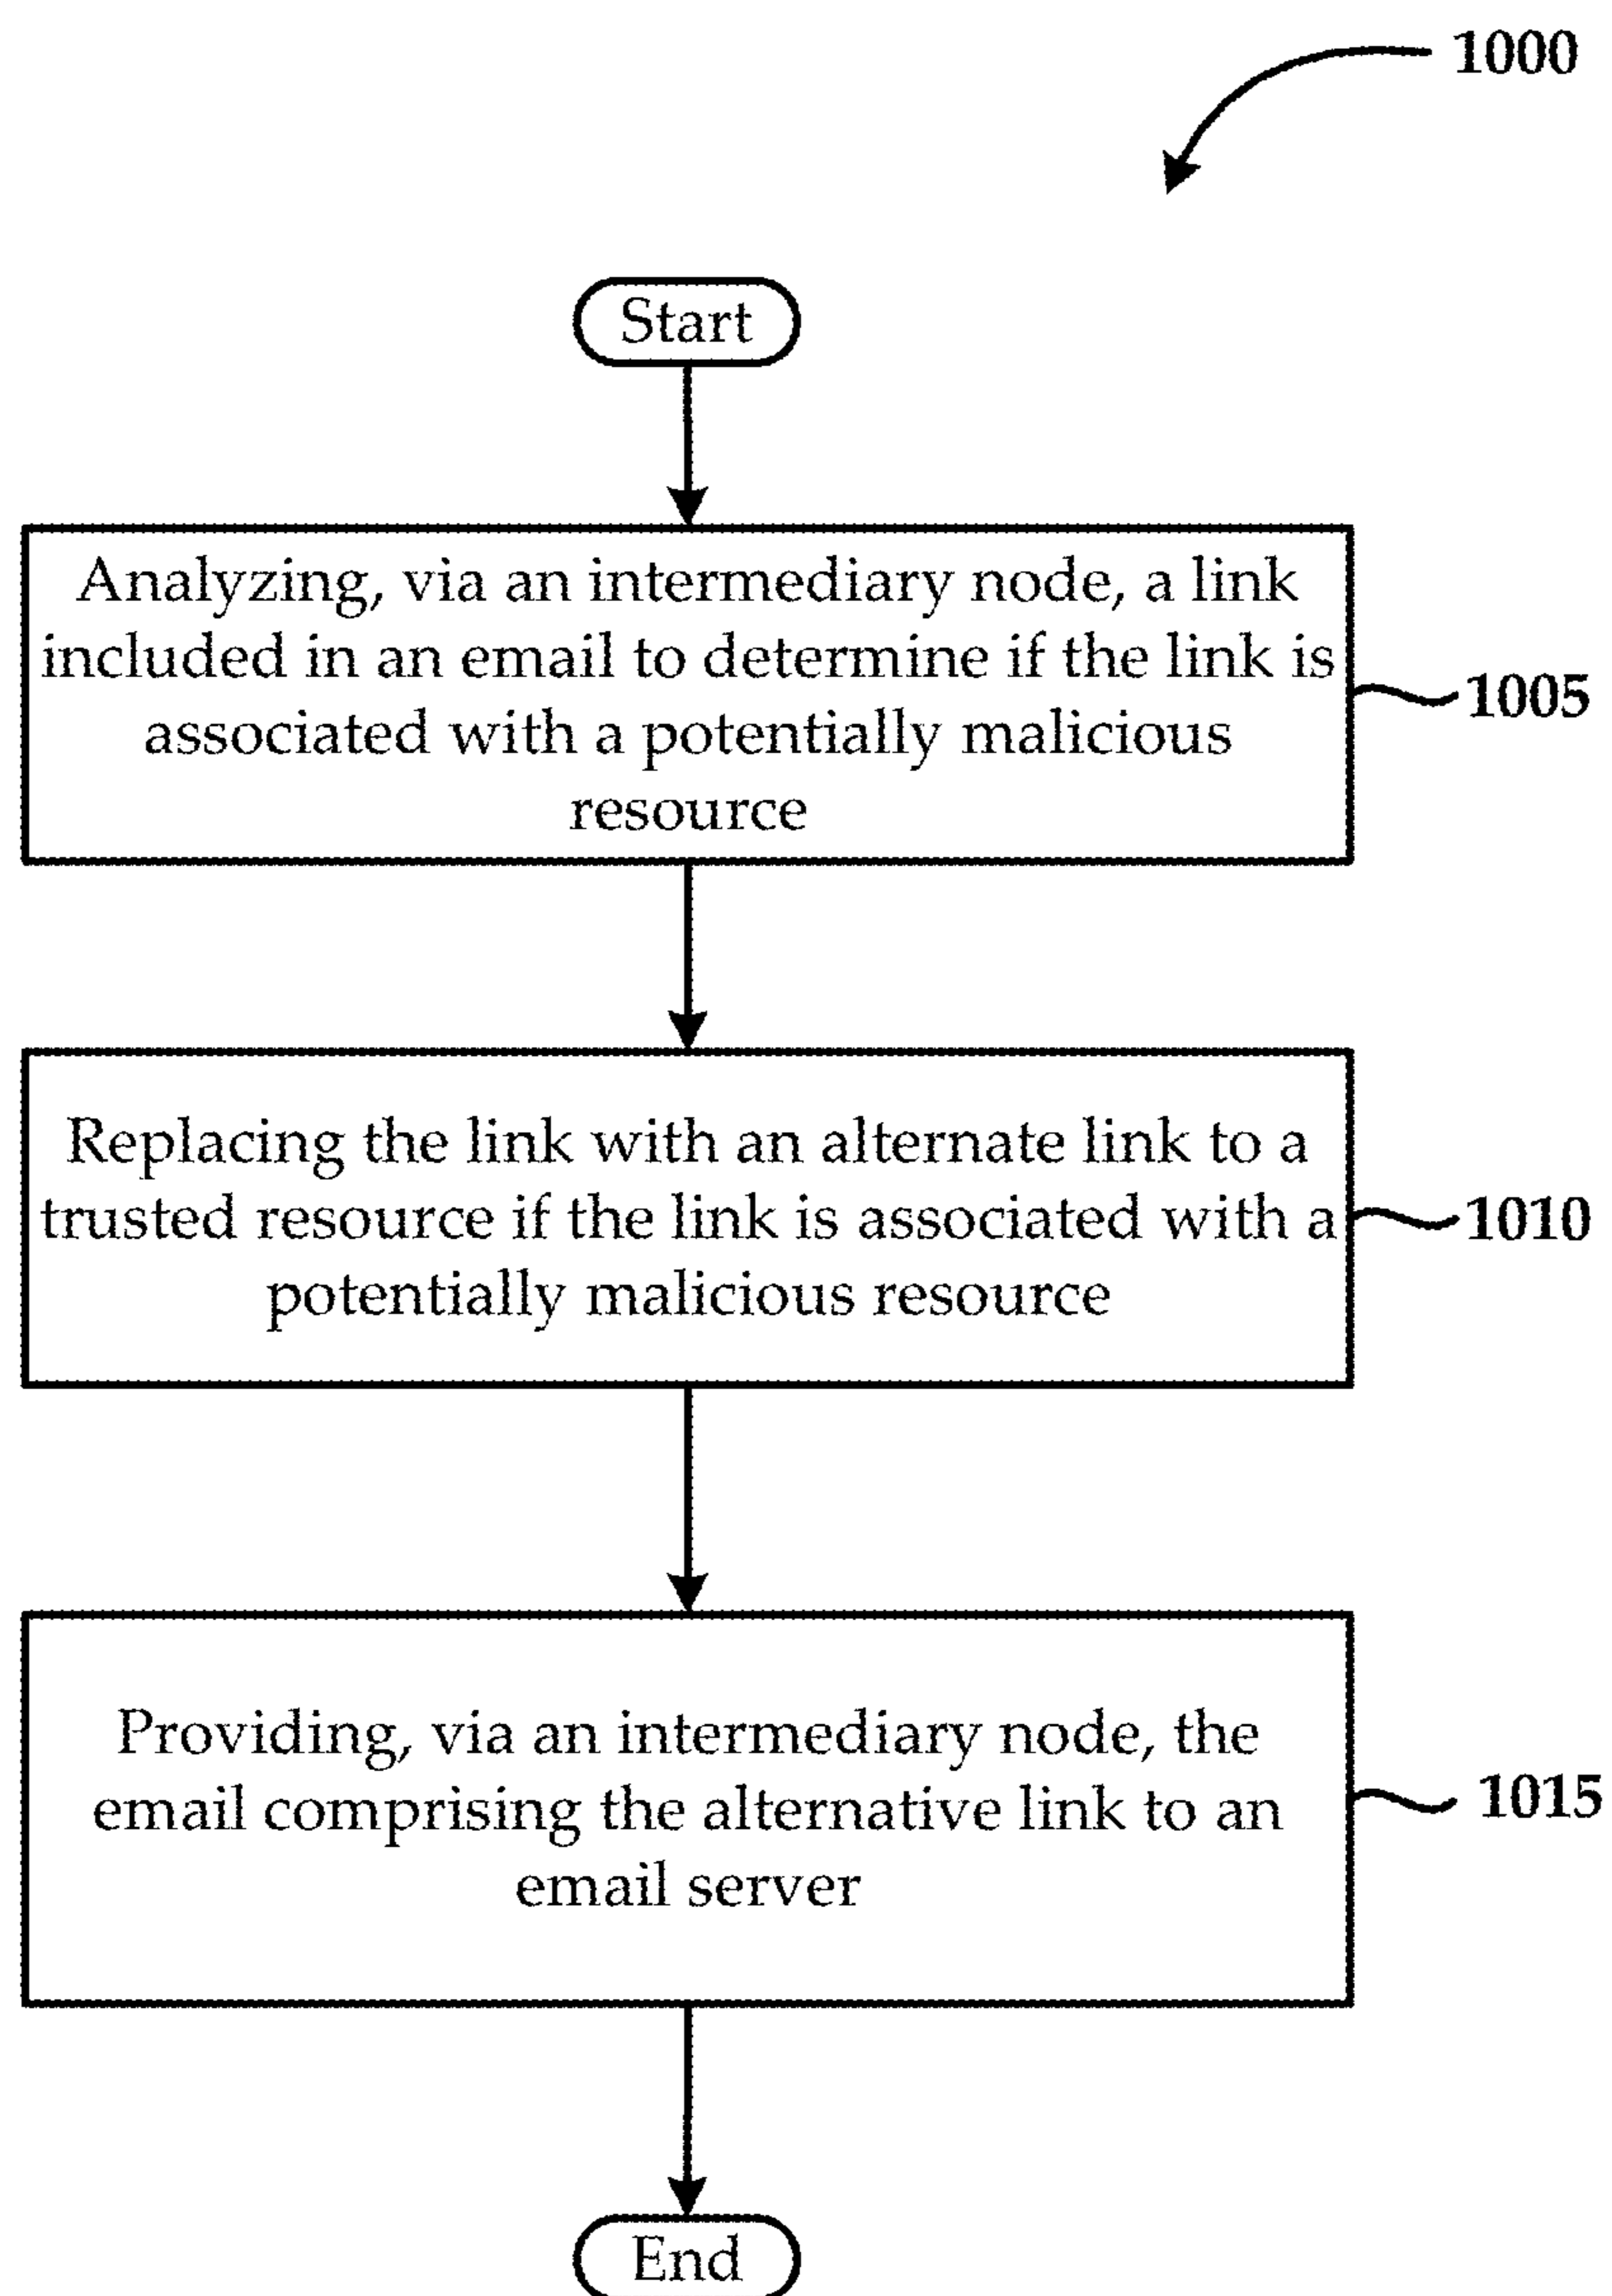 1000
Start
Analyzing, via an intermediary node, a link
included in an email to determine if the link is
associated with a potentially malicious
resource
1005
Replacing the link with an alternate link to a
trusted resource if the link is associated with a
potentially malicious resource
1010
Providing, via an intermediary node, the
email comprising the alternative link to an
email server
1015
End